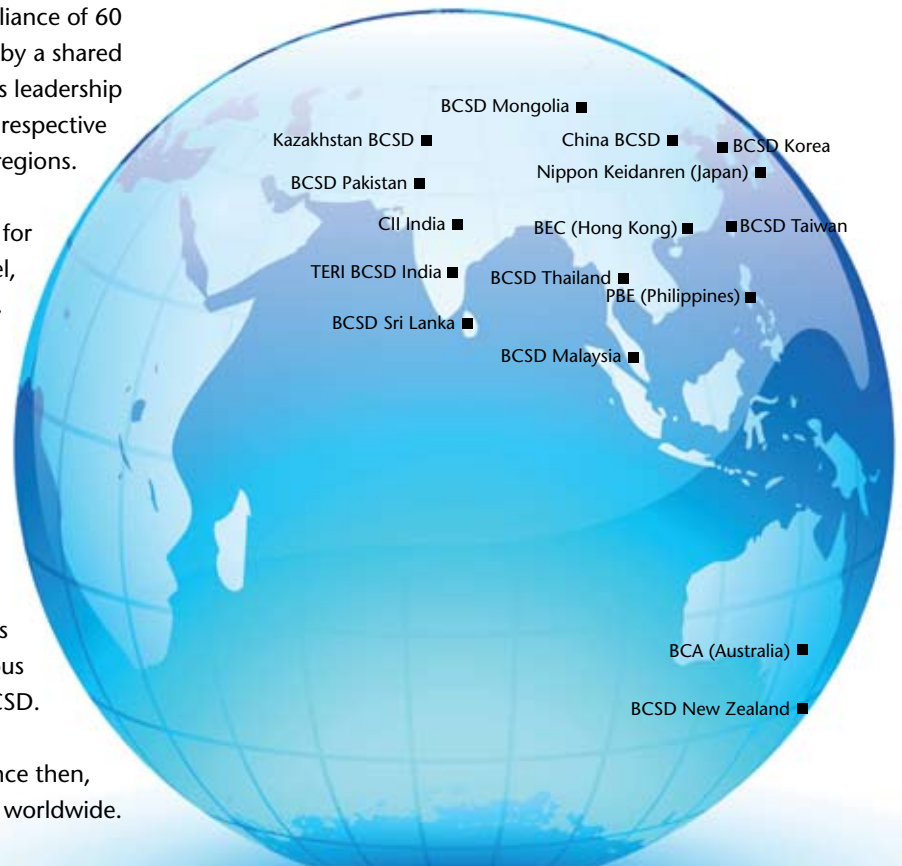 liance of 60
by a shared
s leadership
respective
regions.
for
el,
s
ous
CSD.
nce then,
worldwide.
BCSD Mongolia
Kazakhstan BCSD
China BCSD
BCSD Korea
Nippon Keidanren (Japan)
BCSD Pakistan
CII India
BEC (Hong Kong)
BCSD Taiwan
TERI BCSD India
BCSD Thailand
PBE (Philippines)
BCSD Sri Lanka
BCSD Malaysia
BCA (Australia)
BCSD New Zealand